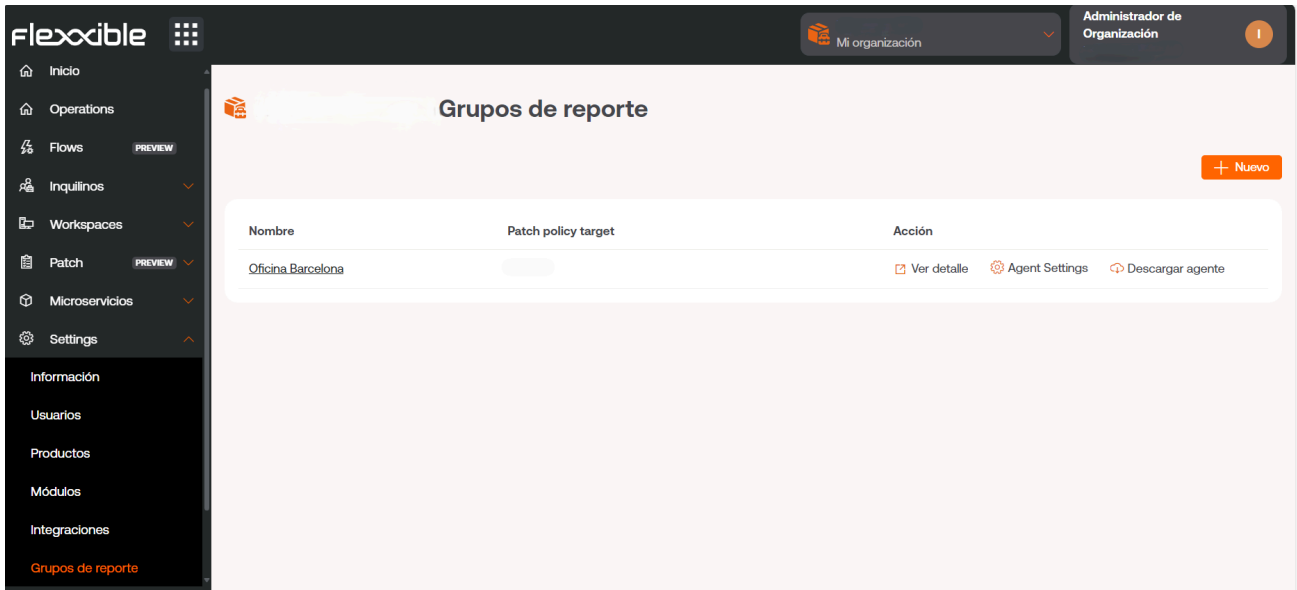 flexxible
Mi organización
Administrador de
Organización
I
Inicio
Operations
Flows PREVIEW
Inquilinos
Workspaces
Patch PREVIEW
Microservicios
Settings
Información
Usuarios
Productos
Módulos
Integraciones
Grupos de reporte
Grupos de reporte
Nuevo
Nombre Patch policy target Acción
Oficina Barcelona Ver detalle Agent Settings Descargar agente